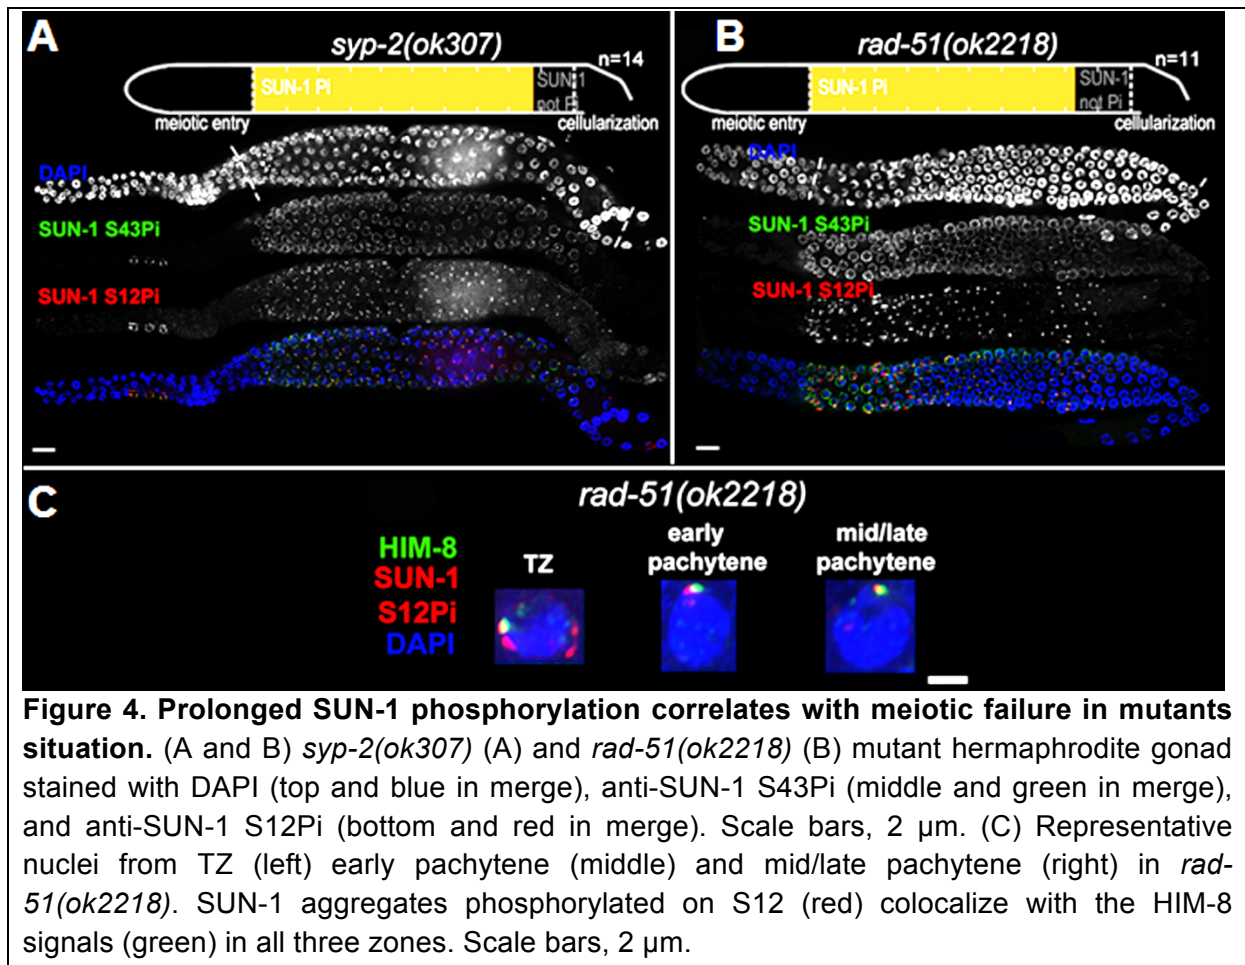 A
syp-2(ok307)
n=14
SUN-1 Pi
SUN-1
not Pi
meiotic entry
cellularization
DAPI
SUN-1 S43Pi
SUN-1 S12Pi
B
rad-51(ok2218)
n=11
SUN-1 Pi
SUN-1
not Pi
meiotic entry
cellularization
DAPI
SUN-1 S43Pi
SUN-1 S12Pi
C
rad-51(ok2218)
HIM-8
SUN-1
S12Pi
DAPI
TZ
early
pachytene
mid/late
pachytene
Figure 4. Prolonged SUN-1 phosphorylation correlates with meiotic failure in mutants
situation. (A and B) syp-2(ok307) (A) and rad-51(ok2218) (B) mutant hermaphrodite gonad
stained with DAPI (top and blue in merge), anti-SUN-1 S43Pi (middle and green in merge),
and anti-SUN-1 S12Pi (bottom and red in merge). Scale bars, 2 µm. (C) Representative
nuclei from TZ (left) early pachytene (middle) and mid/late pachytene (right) in rad-
51(ok2218). SUN-1 aggregates phosphorylated on S12 (red) colocalize with the HIM-8
signals (green) in all three zones. Scale bars, 2 µm.